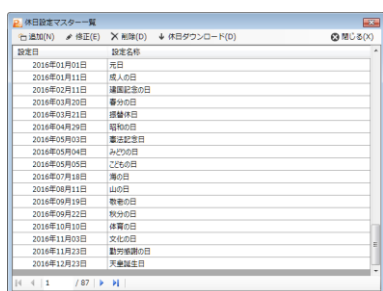 休日設定マスター一覧
追加(N) 修正(E) 削除(D) 休日ダウンロード(D) 閉じる(X)
設定日 設定名称
2016年01月01日 元日
2016年01月11日 成人の日
2016年02月11日 建国記念の日
2016年03月20日 春分の日
2016年03月21日 振替休日
2016年04月29日 昭和の日
2016年05月03日 憲法記念日
2016年05月04日 みどりの日
2016年05月05日 こどもの日
2016年07月18日 海の日
2016年08月11日 山の日
2016年09月19日 敬老の日
2016年09月22日 秋分の日
2016年10月10日 体育の日
2016年11月03日 文化の日
2016年11月23日 勤労感謝の日
2016年12月23日 天皇誕生日
1 / 87